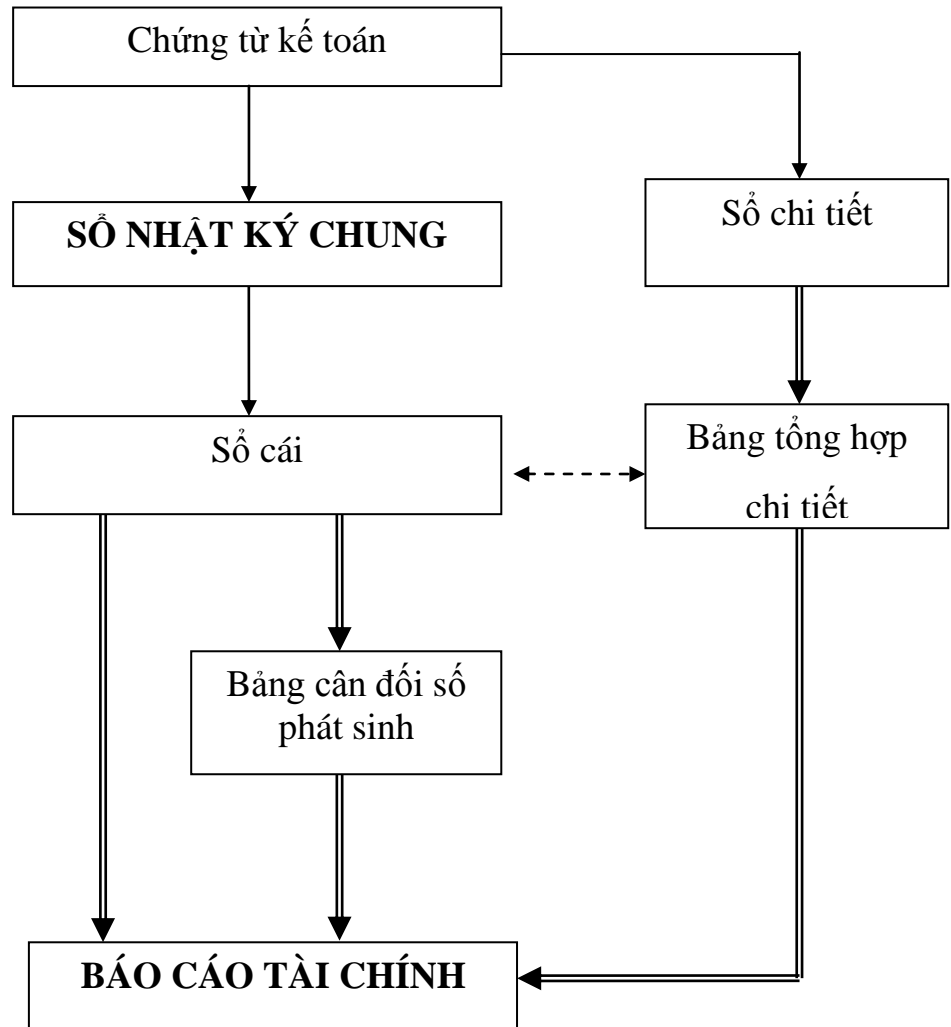 Chứng từ kế toán
SỔ NHẬT KÝ CHUNG
Sổ chi tiết
Sổ cái
Bảng tổng hợp
chi tiết
Bảng cân đối số
phát sinh
BÁO CÁO TÀI CHÍNH